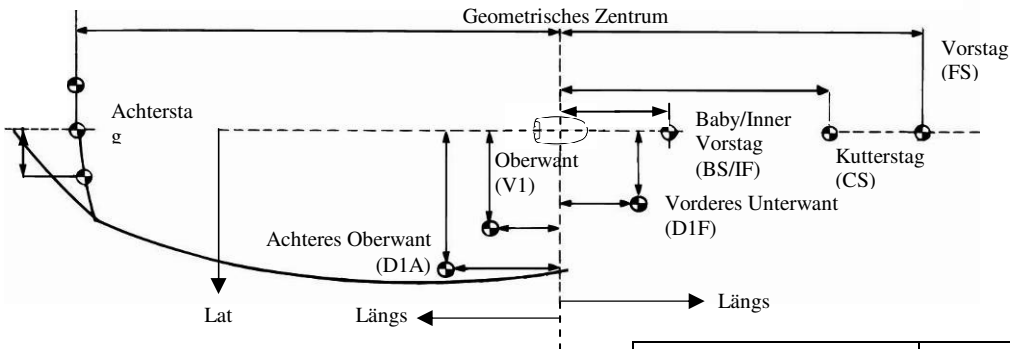 Geometrisches Zentrum
Vorstag
(FS)
Achtersta
g
Baby/Inner
Vorstag
(BS/IF)
Oberwant
(V1)
Kutterstag
(CS)
Vorderes Unterwant
(D1F)
Achteres Oberwant
(D1A)
Lat
Längs
Längs